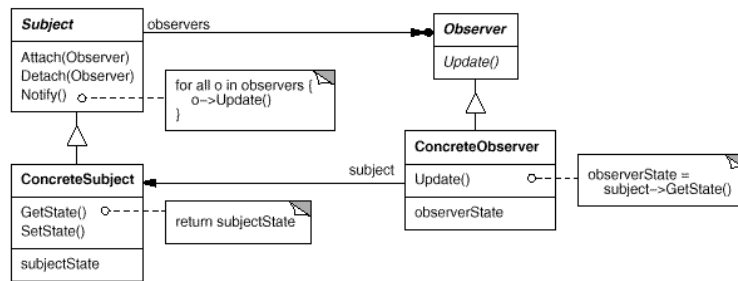 Subject
observers
Observer
Attach(Observer)
Detach(Observer)
Notify()
Update()
for all o in observers {
o->Update()
}
ConcreteSubject
subject
ConcreteObserver
GetState()
SetState()
return subjectState
Update()
observerState =
subject->GetState()
subjectState
observerState